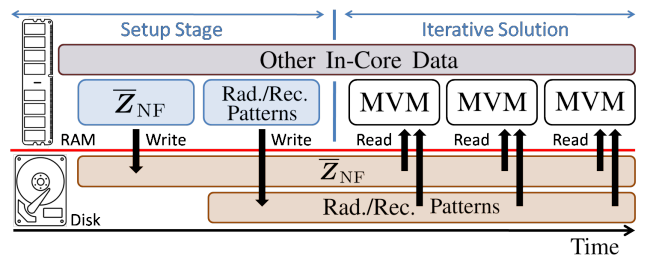 Setup Stage
Iterative Solution
Other In-Core Data
Z̅NF
Rad./Rec.
Patterns
MVM
MVM
MVM
RAM
Write
Write
Read
Read
Read
Z̅NF
Rad./Rec. Patterns
Disk
Time